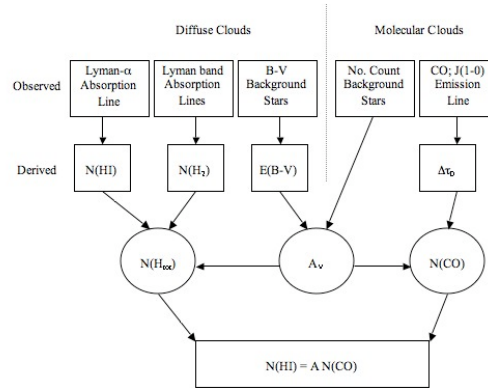 Diffuse Clouds
Molecular Clouds
Observed
Lyman-α
Absorption
Line
Lyman band
Absorption
Lines
B-V
Background
Stars
No. Count
Background
Stars
CO; J(1-0)
Emission
Line
Derived
N(HI)
N(H₂)
E(B-V)
Δτ_D
N(H_tot)
A_V
N(CO)
N(HI) = A N(CO)